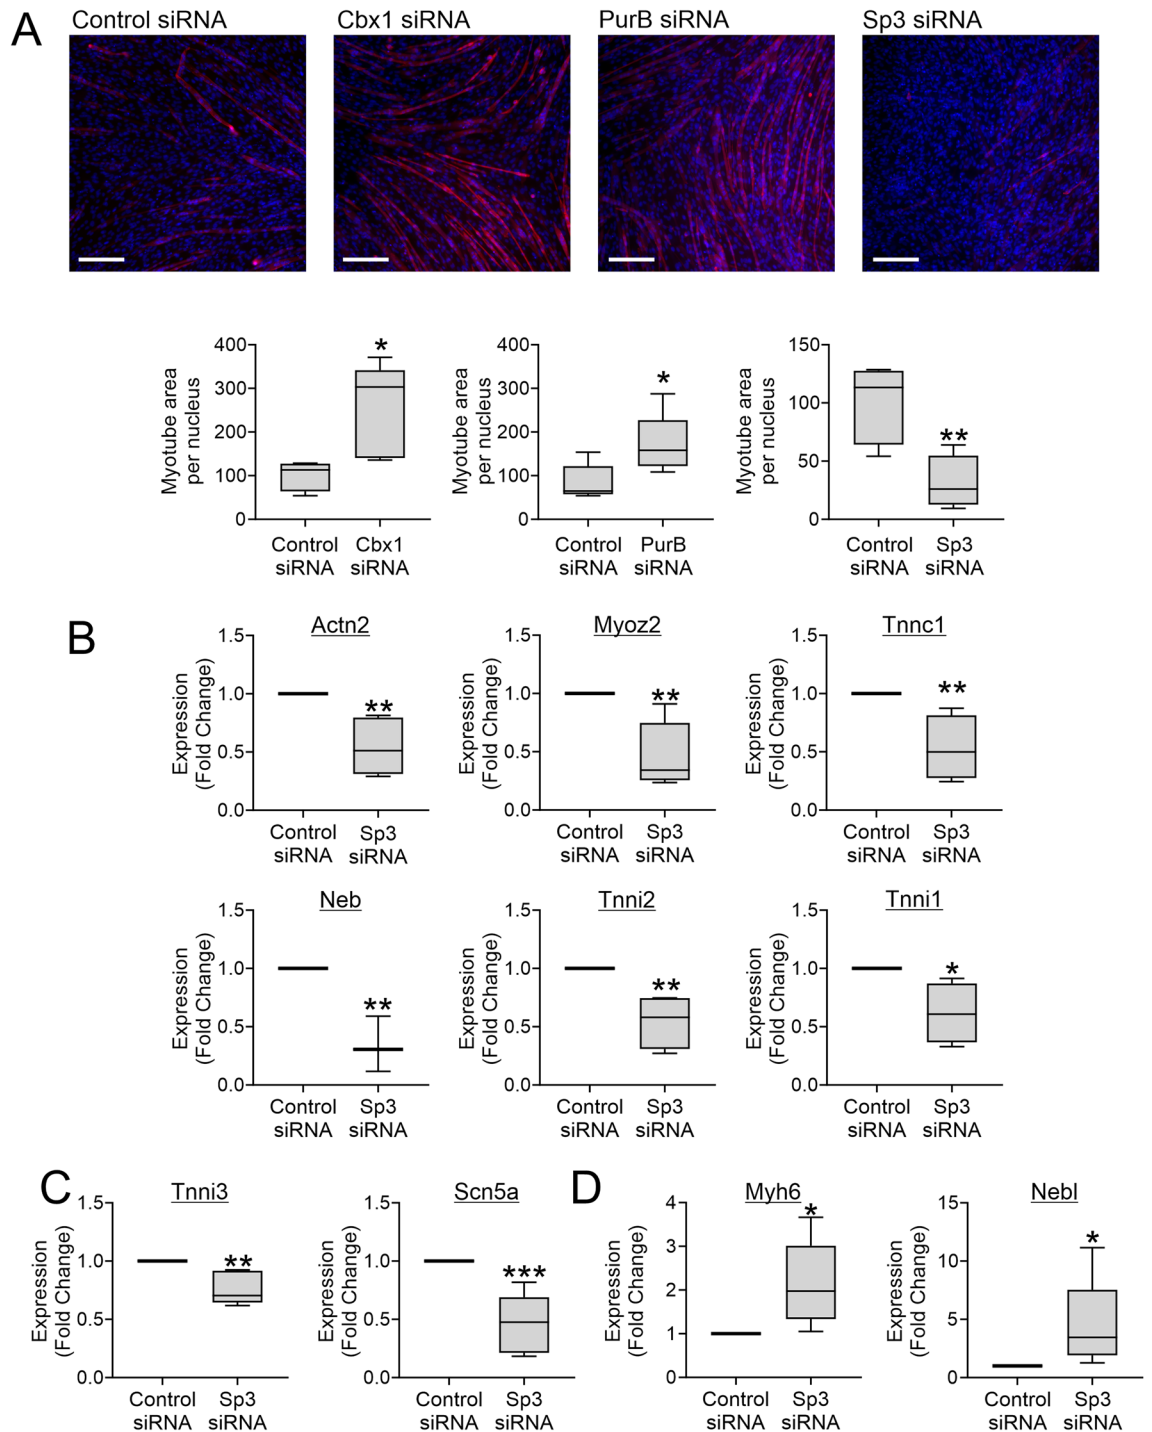 A
Control siRNA
Cbx1 siRNA
PurB siRNA
Sp3 siRNA
Myotube area
per nucleus
400
300
200
100
0
*
Control
siRNA
Cbx1
siRNA
Myotube area
per nucleus
400
300
200
100
0
*
Control
siRNA
PurB
siRNA
Myotube area
per nucleus
150
100
50
0
**
Control
siRNA
Sp3
siRNA
B
Actn2
Expression
(Fold Change)
1.5
1.0
0.5
0.0
**
Control
siRNA
Sp3
siRNA
Myoz2
Expression
(Fold Change)
1.5
1.0
0.5
0.0
**
Control
siRNA
Sp3
siRNA
Tnnc1
Expression
(Fold Change)
1.5
1.0
0.5
0.0
**
Control
siRNA
Sp3
siRNA
Neb
Expression
(Fold Change)
1.5
1.0
0.5
0.0
**
Control
siRNA
Sp3
siRNA
Tnni2
Expression
(Fold Change)
1.5
1.0
0.5
0.0
**
Control
siRNA
Sp3
siRNA
Tnni1
Expression
(Fold Change)
1.5
1.0
0.5
0.0
*
Control
siRNA
Sp3
siRNA
C
Tnni3
Expression
(Fold Change)
1.5
1.0
0.5
0.0
**
Control
siRNA
Sp3
siRNA
Scn5a
Expression
(Fold Change)
1.5
1.0
0.5
0.0
***
Control
siRNA
Sp3
siRNA
D
Myh6
Expression
(Fold Change)
4
3
2
1
0
*
Control
siRNA
Sp3
siRNA
Nebl
Expression
(Fold Change)
15
10
5
0
*
Control
siRNA
Sp3
siRNA